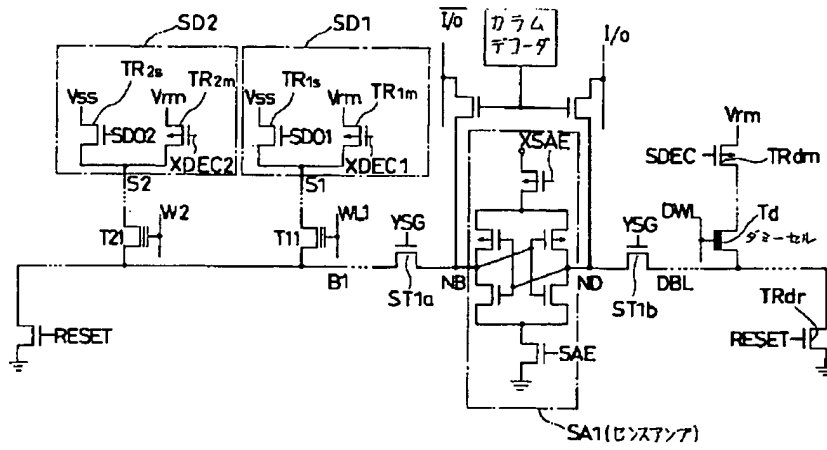 SD2
SD1
I/O
カラム
デコーダ
I/O
TR2s
TR2m
Vss
Vrm
SD02
XDEC2
S2
TR1s
TR1m
Vss
Vrm
SD01
XDEC1
S1
XSAE
Vrm
SDEC
TRdm
W2
T21
WL1
T11
YSG
DWL
Td
ダミーセル
YSG
B1
ST1a
NB
ND
ST1b
DBL
TRdr
RESET
SAE
RESET
SA1(センスアンプ)